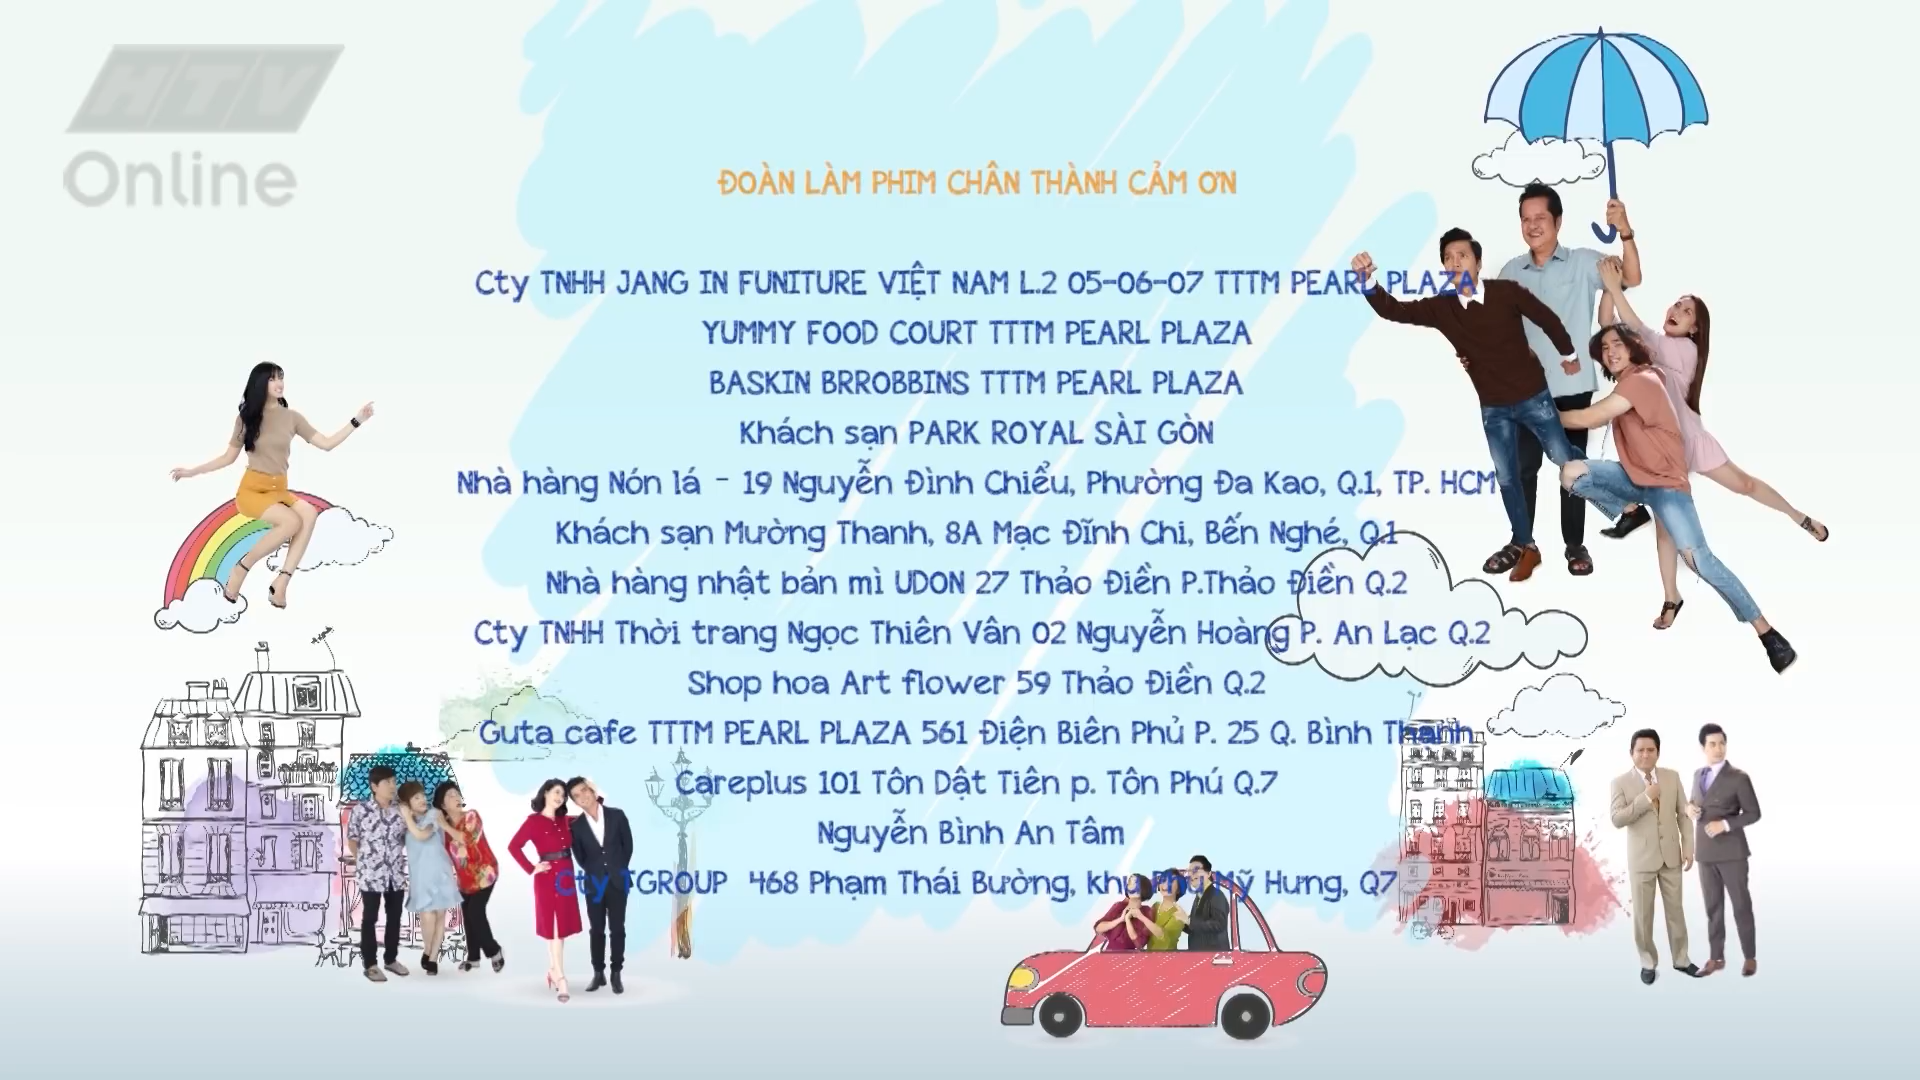 HTV
Online
ĐOÀN LÀM PHIM CHÂN THÀNH CẢM ƠN
Cty TNHH JANG IN FUNITURE VIỆT NAM L.2 05-06-07 TTTM PEARL PLAZA
YUMMY FOOD COURT TTTM PEARL PLAZA
BASKIN BRROBBINS TTTM PEARL PLAZA
Khách sạn PARK ROYAL SÀI GÒN
Nhà hàng Nón lá - 19 Nguyễn Đình Chiểu, Phường Đa Kao, Q.1, TP. HCM
Khách sạn Mường Thanh, 8A Mạc Đĩnh Chi, Bến Nghé, Q.1
Nhà hàng nhật bản mì UDON 27 Thảo Điền P.Thảo Điền Q.2
Cty TNHH Thời trang Ngọc Thiên Vân 02 Nguyễn Hoàng P. An Lạc Q.2
Shop hoa Art flower 59 Thảo Điền Q.2
Guta cafe TTTM PEARL PLAZA 561 Điện Biên Phủ P. 25 Q. Bình Thạnh
Careplus 101 Tôn Dật Tiên p. Tôn Phú Q.7
Nguyễn Bình An Tâm
Cty TGROUP 468 Phạm Thái Bường, khu Phú Mỹ Hưng, Q7